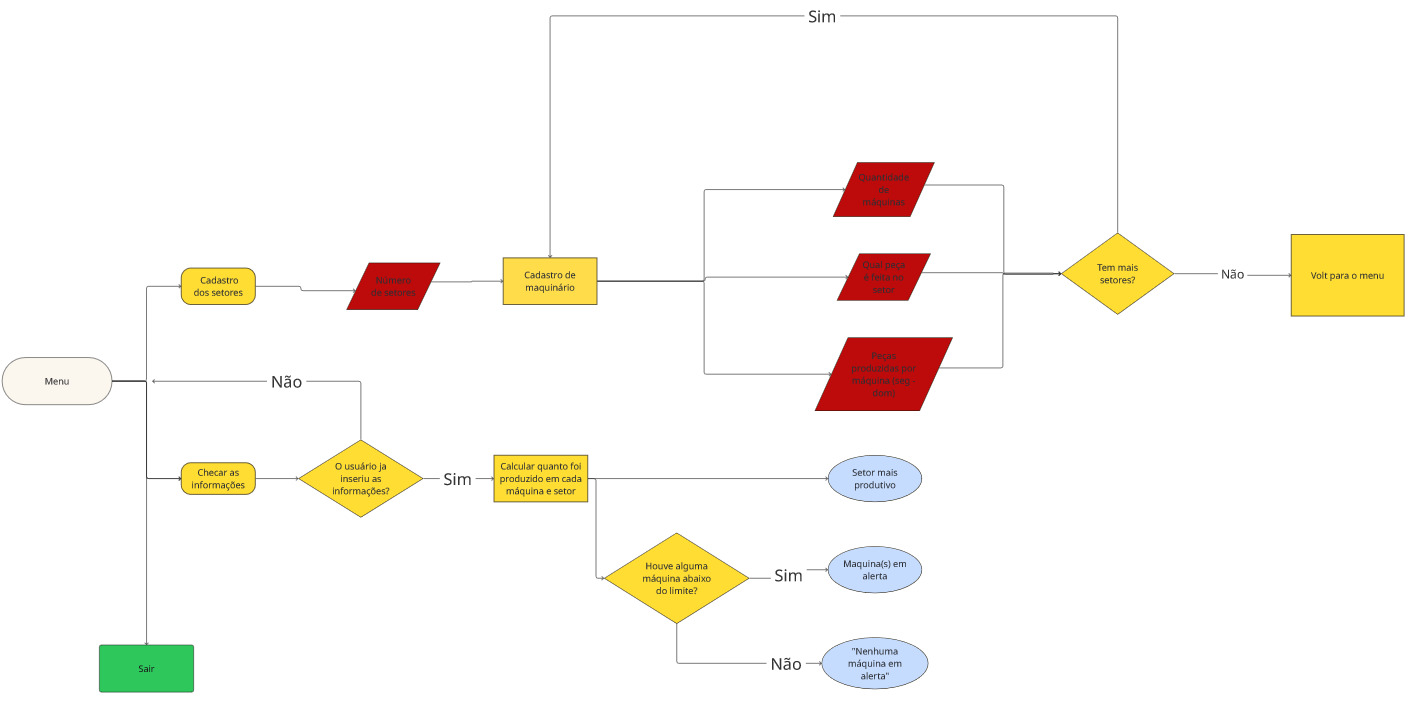 Sim
Quantidade
de
máquinas
Cadastro
dos setores
Número
de setores
Cadastro de
maquinário
Qual peça
é feita no
setor
Tem mais
setores?
Não
Volt para o menu
Peças
produzidas por
máquina (seg -
dom)
Menu
Não
Checar as
informações
O usuário ja
inseriu as
informações?
Sim
Calcular quanto foi
produzido em cada
máquina e setor
Setor mais
produtivo
Houve alguma
máquina abaixo
do limite?
Sim
Maquina(s) em
alerta
Não
"Nenhuma
máquina em
alerta"
Sair